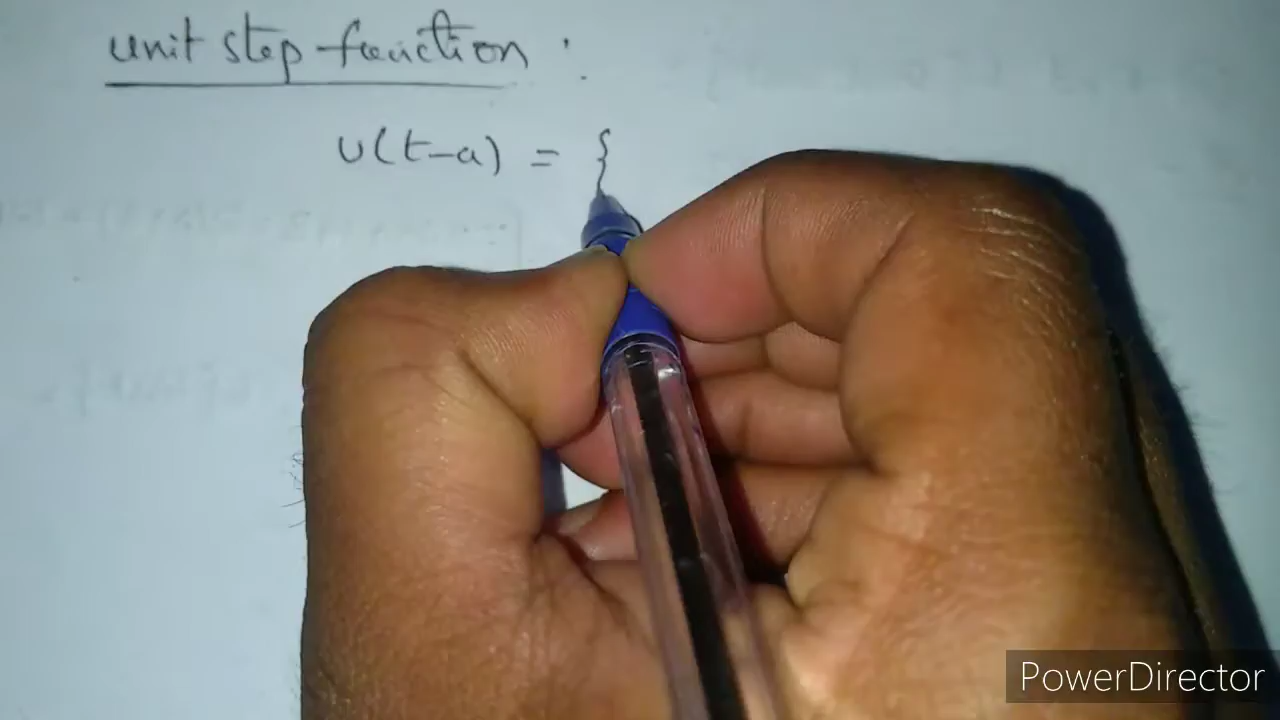 unit step function :
u(t-a) = {
PowerDirector